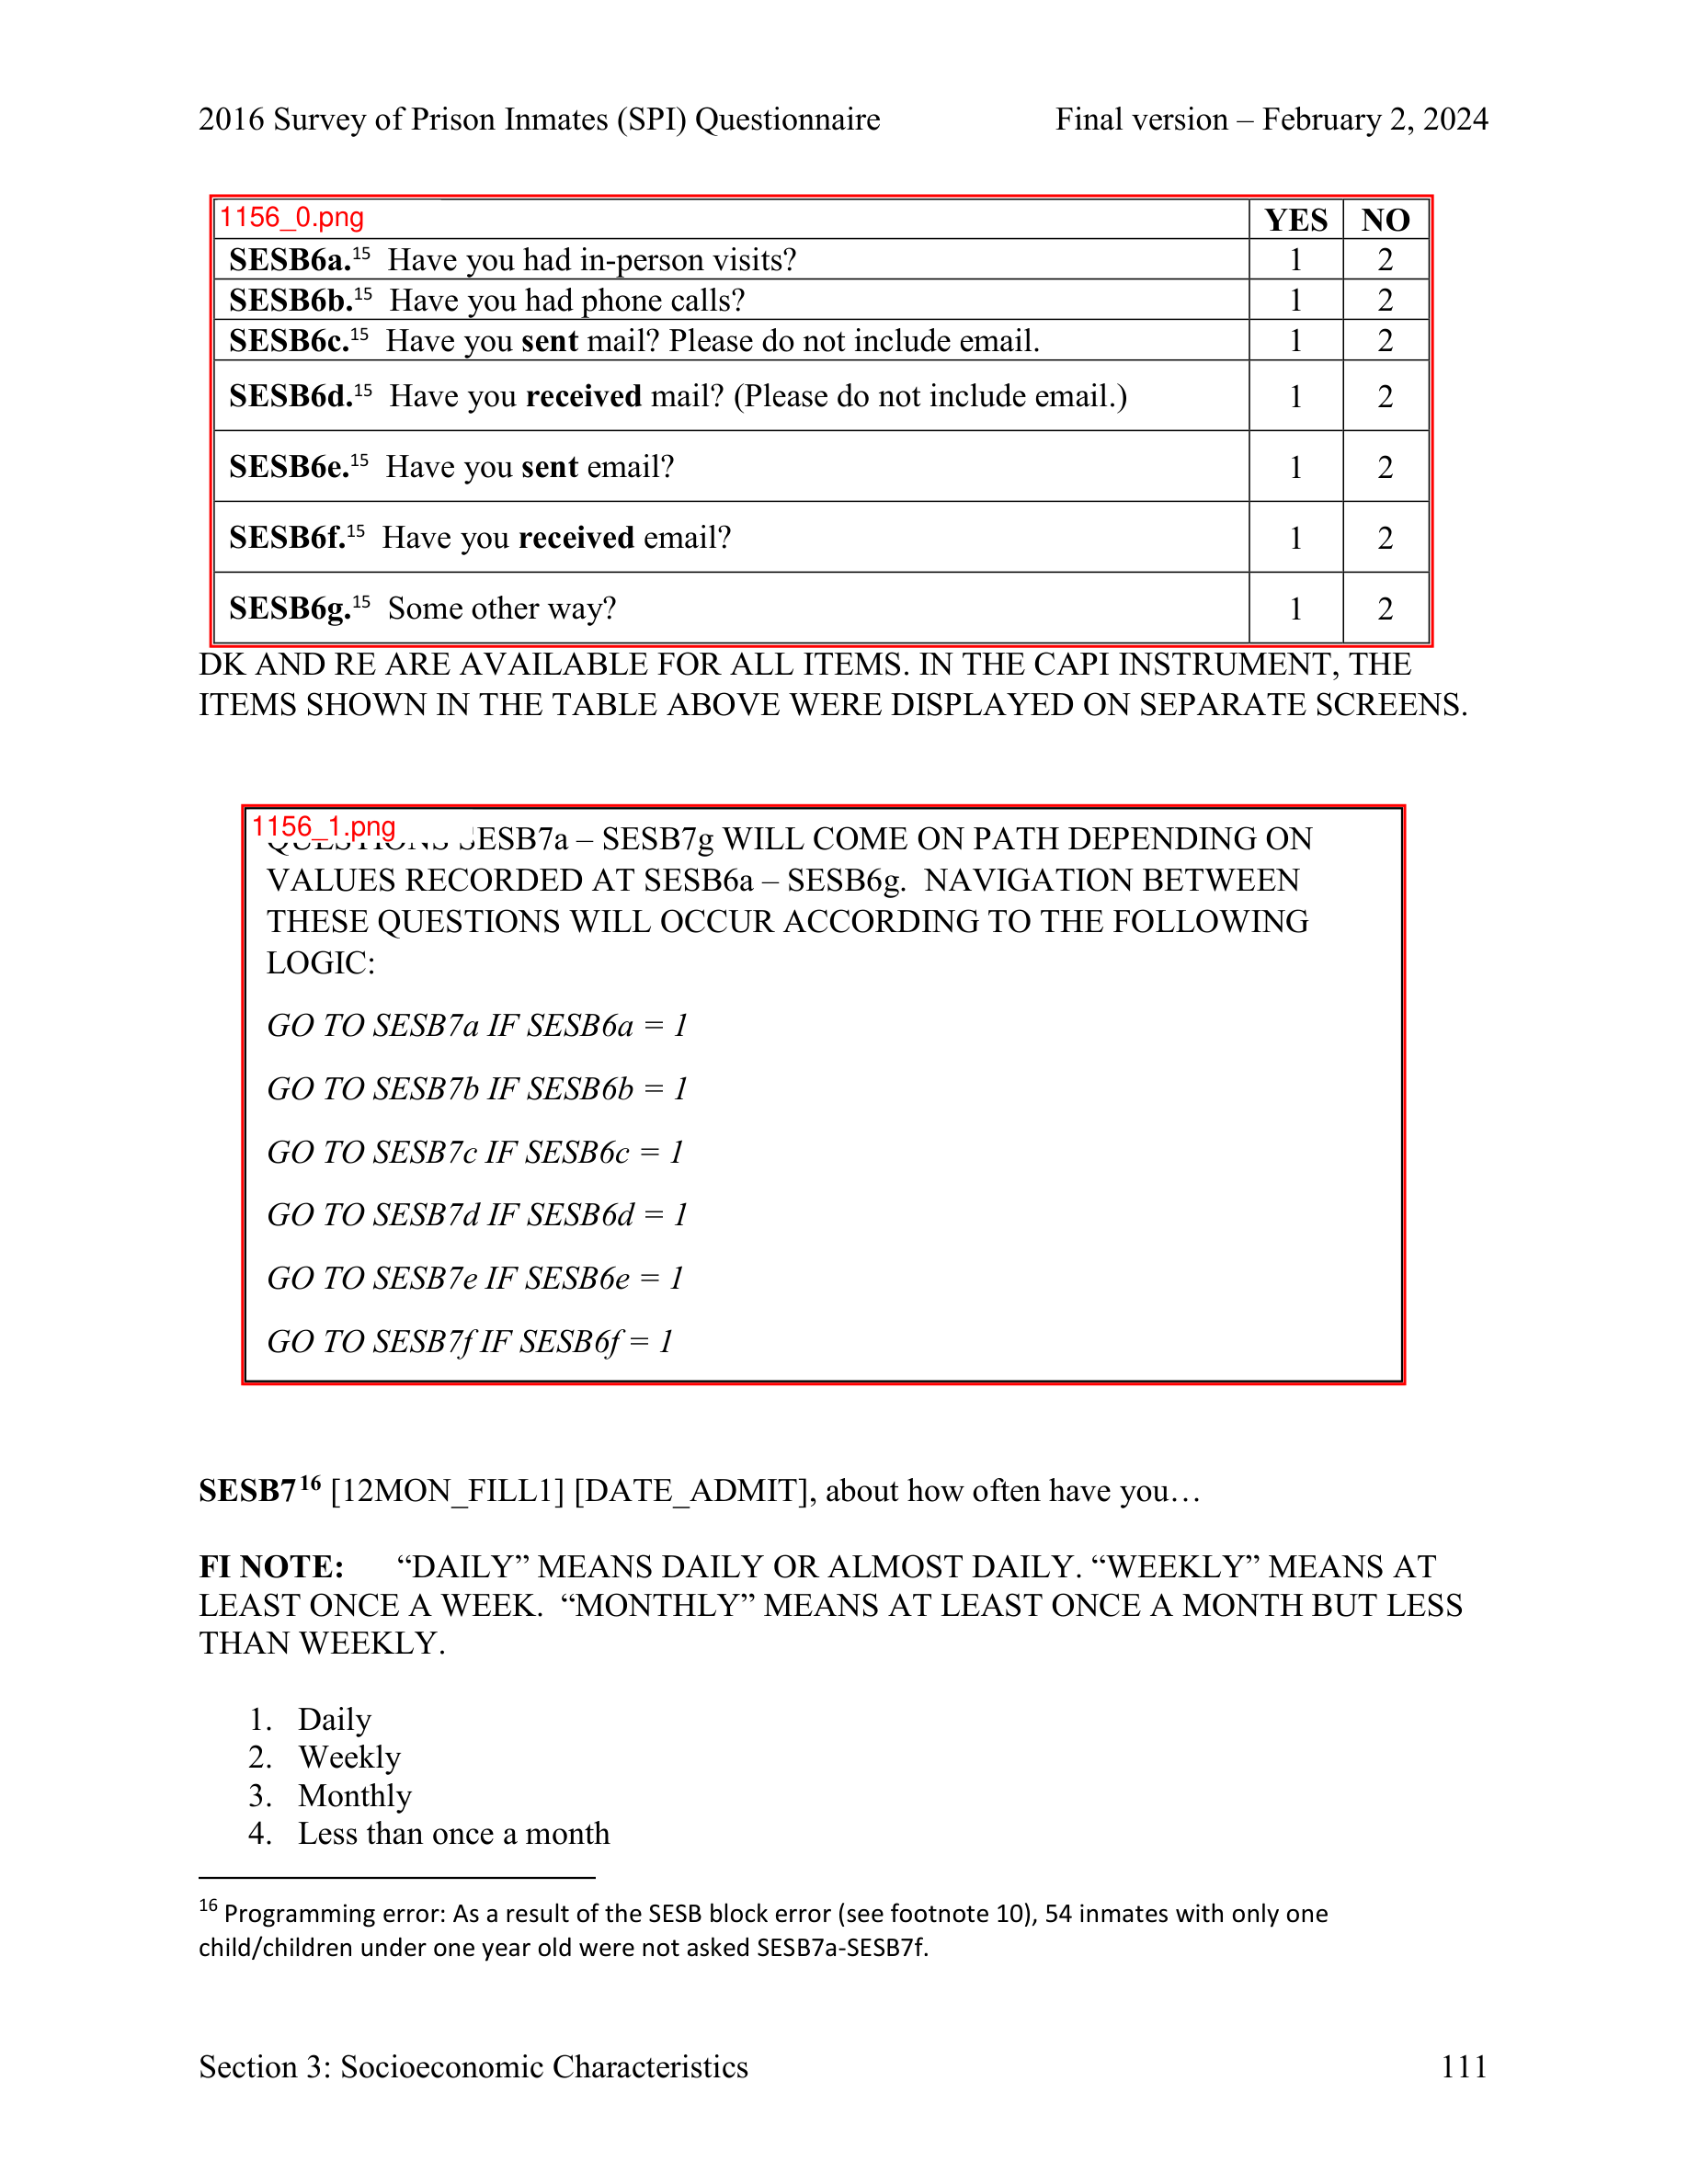 2016 Survey of Prison Inmates (SPI) Questionnaire Final version – February 2, 2024
1156_0.png YES NO
SESB6a.15 Have you had in-person visits? 1 2
SESB6b.15 Have you had phone calls? 1 2
SESB6c.15 Have you sent mail? Please do not include email. 1 2
SESB6d.15 Have you received mail? (Please do not include email.) 1 2
SESB6e.15 Have you sent email? 1 2
SESB6f.15 Have you received email? 1 2
SESB6g.15 Some other way? 1 2
DK AND RE ARE AVAILABLE FOR ALL ITEMS. IN THE CAPI INSTRUMENT, THE
ITEMS SHOWN IN THE TABLE ABOVE WERE DISPLAYED ON SEPARATE SCREENS.
1156_1.png
QUESTIONS SESB7a – SESB7g WILL COME ON PATH DEPENDING ON
VALUES RECORDED AT SESB6a – SESB6g. NAVIGATION BETWEEN
THESE QUESTIONS WILL OCCUR ACCORDING TO THE FOLLOWING
LOGIC:
GO TO SESB7a IF SESB6a = 1
GO TO SESB7b IF SESB6b = 1
GO TO SESB7c IF SESB6c = 1
GO TO SESB7d IF SESB6d = 1
GO TO SESB7e IF SESB6e = 1
GO TO SESB7f IF SESB6f = 1
SESB7 16 [12MON_FILL1] [DATE_ADMIT], about how often have you…
FI NOTE: “DAILY” MEANS DAILY OR ALMOST DAILY. “WEEKLY” MEANS AT
LEAST ONCE A WEEK. “MONTHLY” MEANS AT LEAST ONCE A MONTH BUT LESS
THAN WEEKLY.
1. Daily
2. Weekly
3. Monthly
4. Less than once a month
16 Programming error: As a result of the SESB block error (see footnote 10), 54 inmates with only one
child/children under one year old were not asked SESB7a-SESB7f.
Section 3: Socioeconomic Characteristics 111